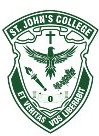 ST. JOHN'S COLLEGE
ET VERITAS VOS LIBERABIT